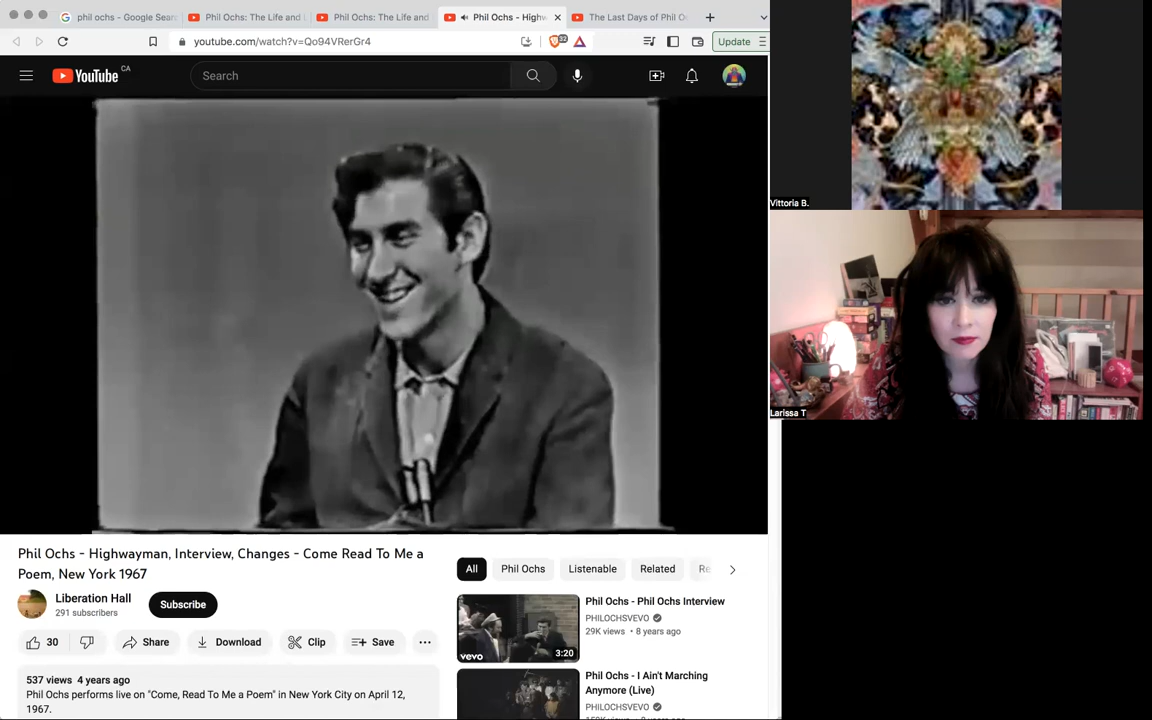 phil ochs - Google Sear
Phil Ochs: The Life and
Phil Ochs: The Life and
Phil Ochs - Highw
The Last Days of Phil O
youtube.com/watch?v=Qo94VRerGr4
32
Update
YouTube CA
Search
Vittoria B.
Larissa T
Phil Ochs - Highwayman, Interview, Changes - Come Read To Me a
Poem, New York 1967
Liberation Hall
291 subscribers
Subscribe
30
Share
Download
Clip
Save
537 views 4 years ago
Phil Ochs performs live on "Come, Read To Me a Poem" in New York City on April 12,
1967.
All
Phil Ochs
Listenable
Related
Re
vevo
3:20
Phil Ochs - Phil Ochs Interview
PHILOCHSVEVO
29K views • 8 years ago
Phil Ochs - I Ain't Marching
Anymore (Live)
PHILOCHSVEVO